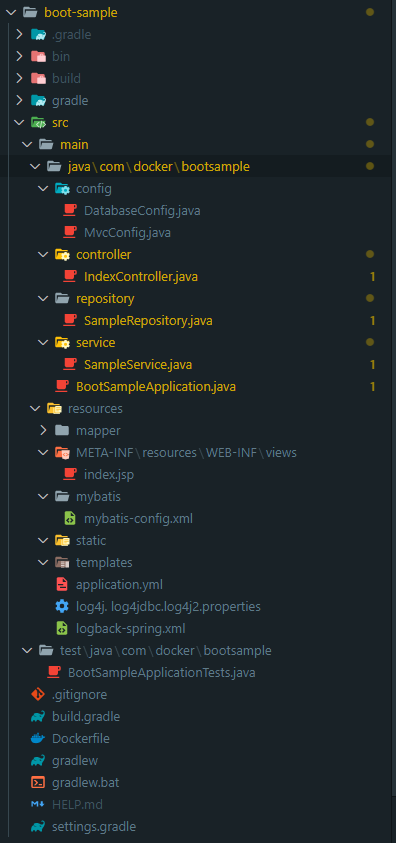 boot-sample
.gradle
bin
build
gradle
src
main
java\com\docker\bootsample
config
DatabaseConfig.java
MvcConfig.java
controller
IndexController.java 1
repository
SampleRepository.java 1
service
SampleService.java 1
BootSampleApplication.java 1
resources
mapper
META-INF\resources\WEB-INF\views
index.jsp
mybatis
mybatis-config.xml
static
templates
application.yml
log4j. log4jdbc.log4j2.properties
logback-spring.xml
test\java\com\docker\bootsample
BootSampleApplicationTests.java
.gitignore
build.gradle
Dockerfile
gradlew
gradlew.bat
HELP.md
settings.gradle